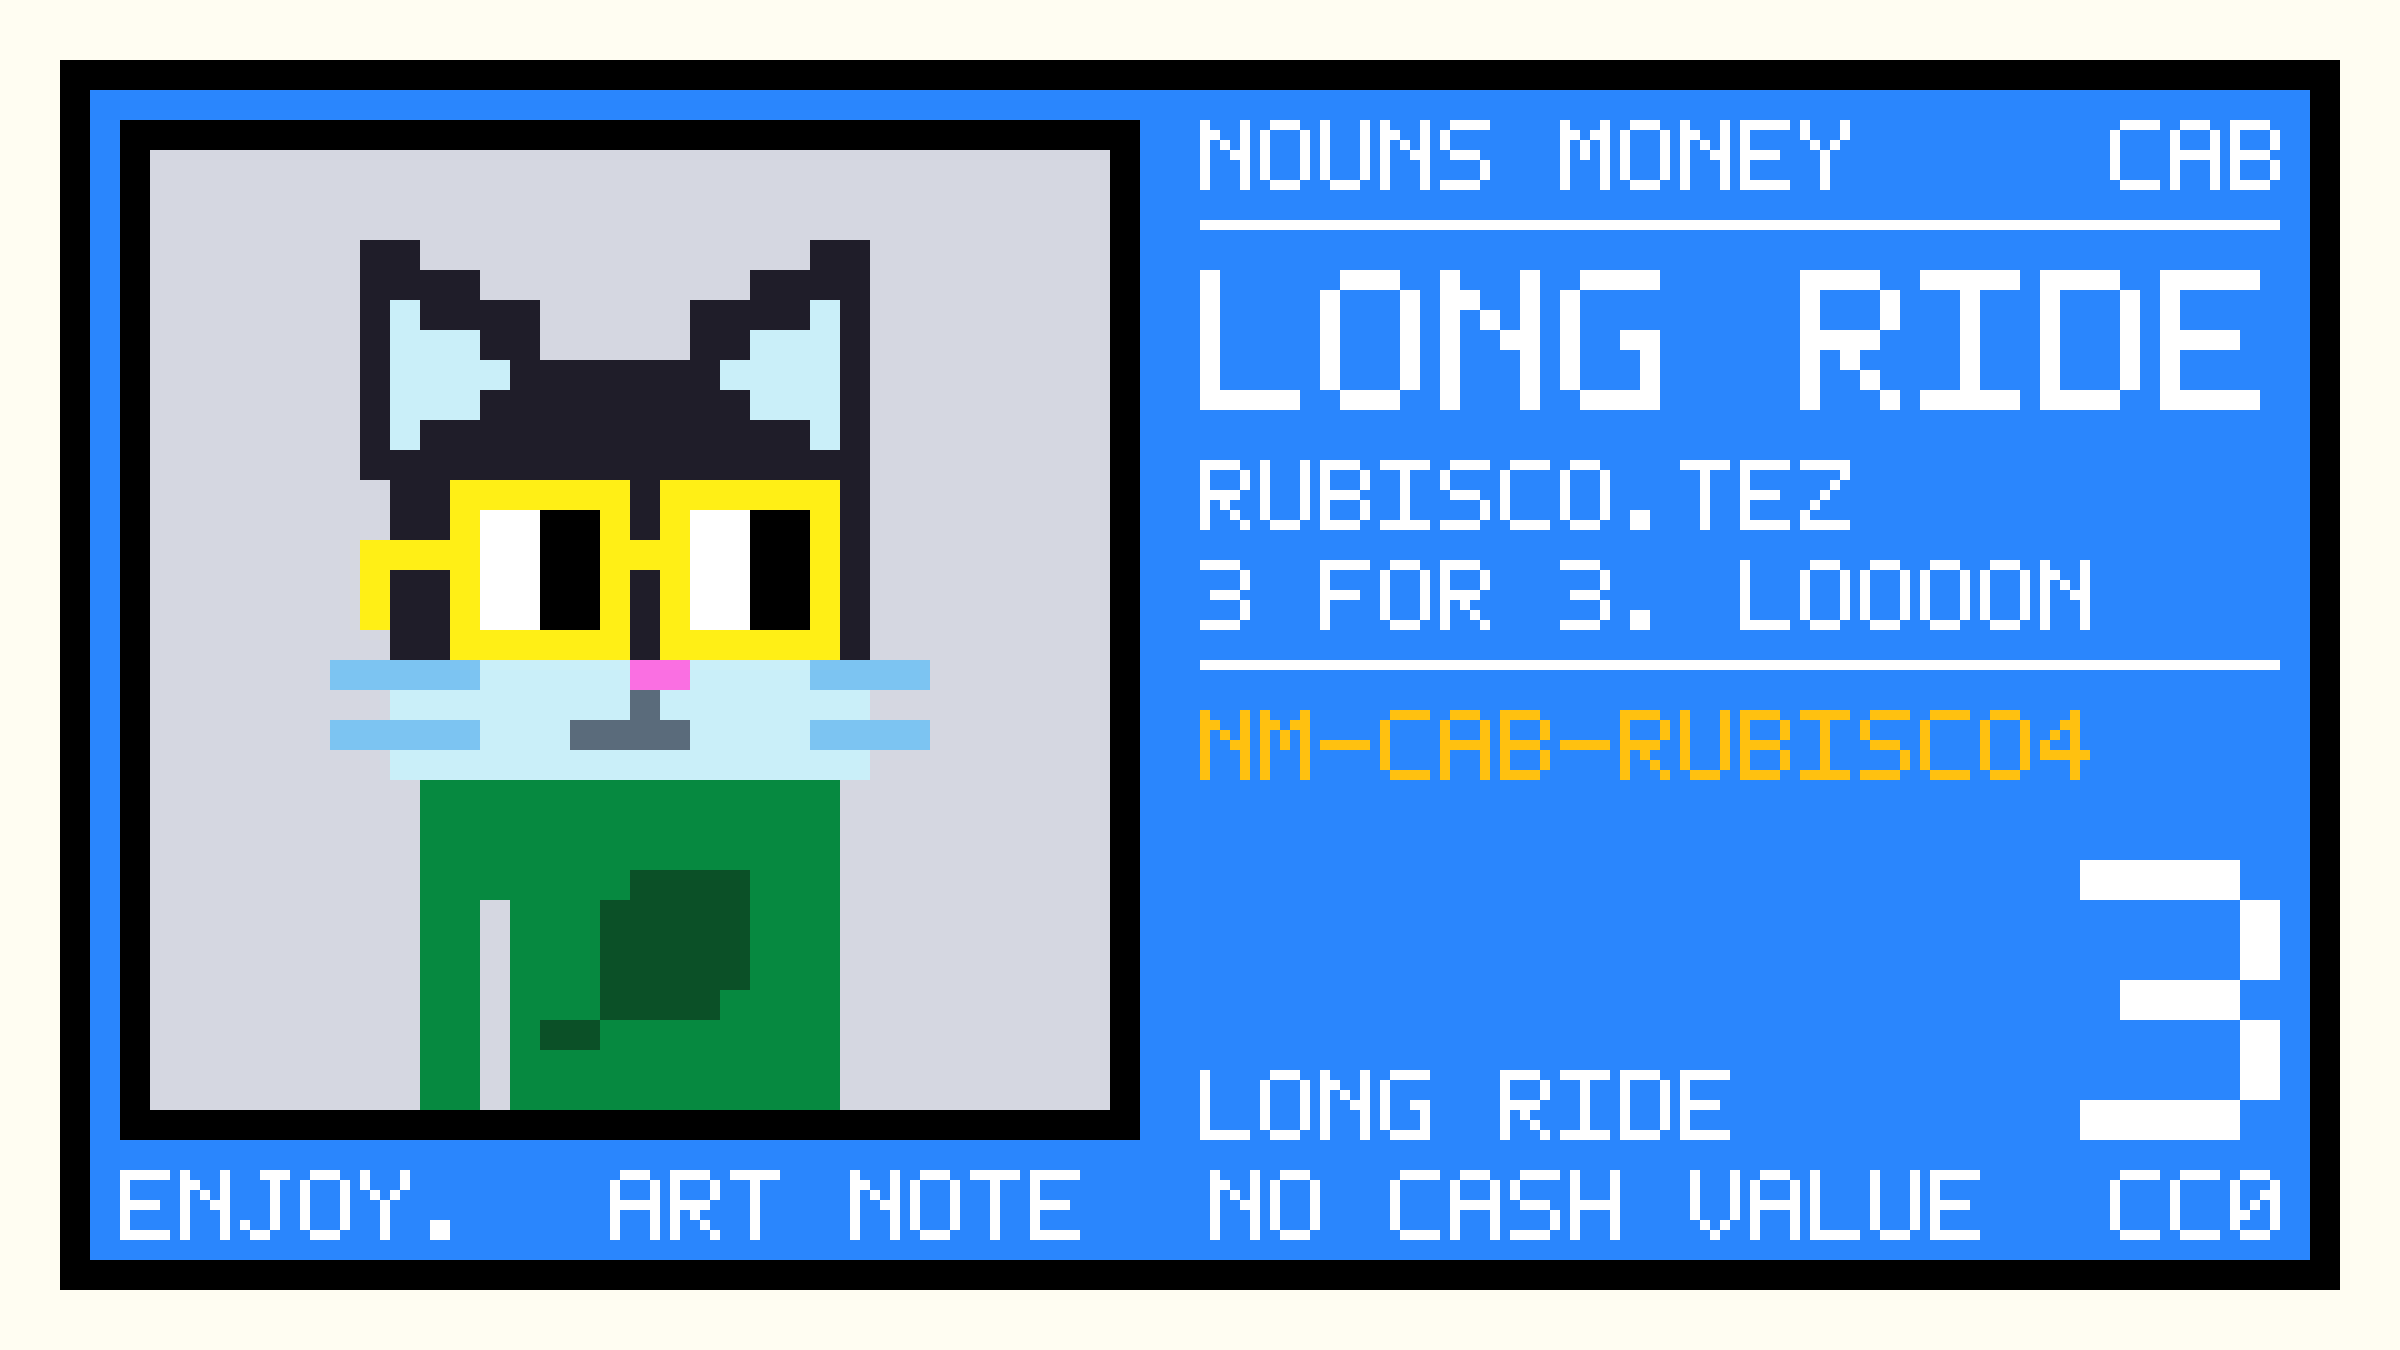 NOUNS MONEY CAB
LONG RIDE
RUBISCO.TEZ
3 FOR 3. LOOOON
NM-CAB-RUBISCO4
3
LONG RIDE
ENJOY. ART NOTE NO CASH VALUE CC0